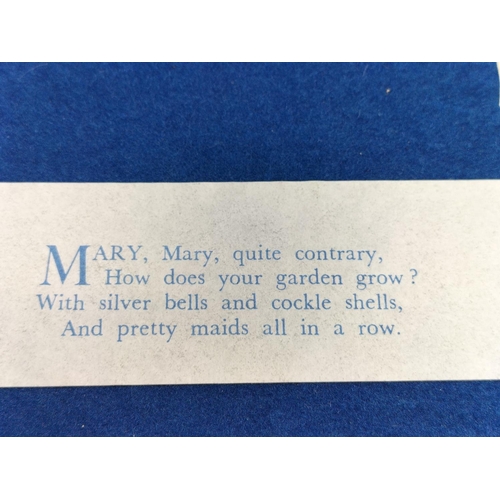 MARY, Mary, quite contrary,
How does your garden grow?
With silver bells and cockle shells,
And pretty maids all in a row.